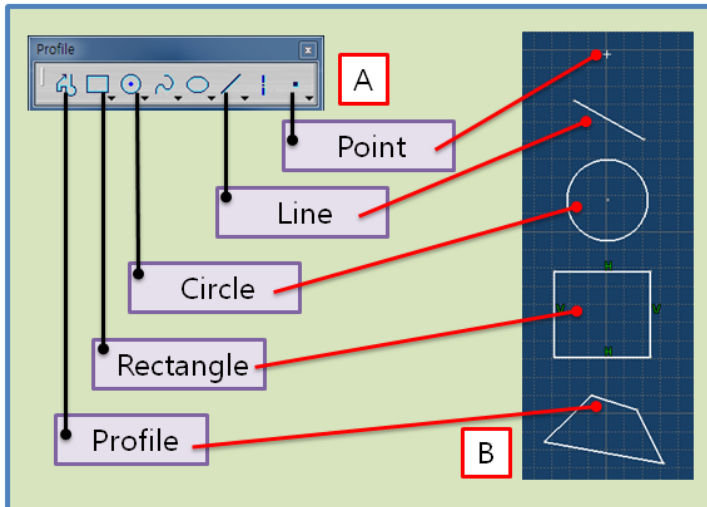 Profile
A
Point
Line
Circle
Rectangle
Profile
B
H
V
V
H